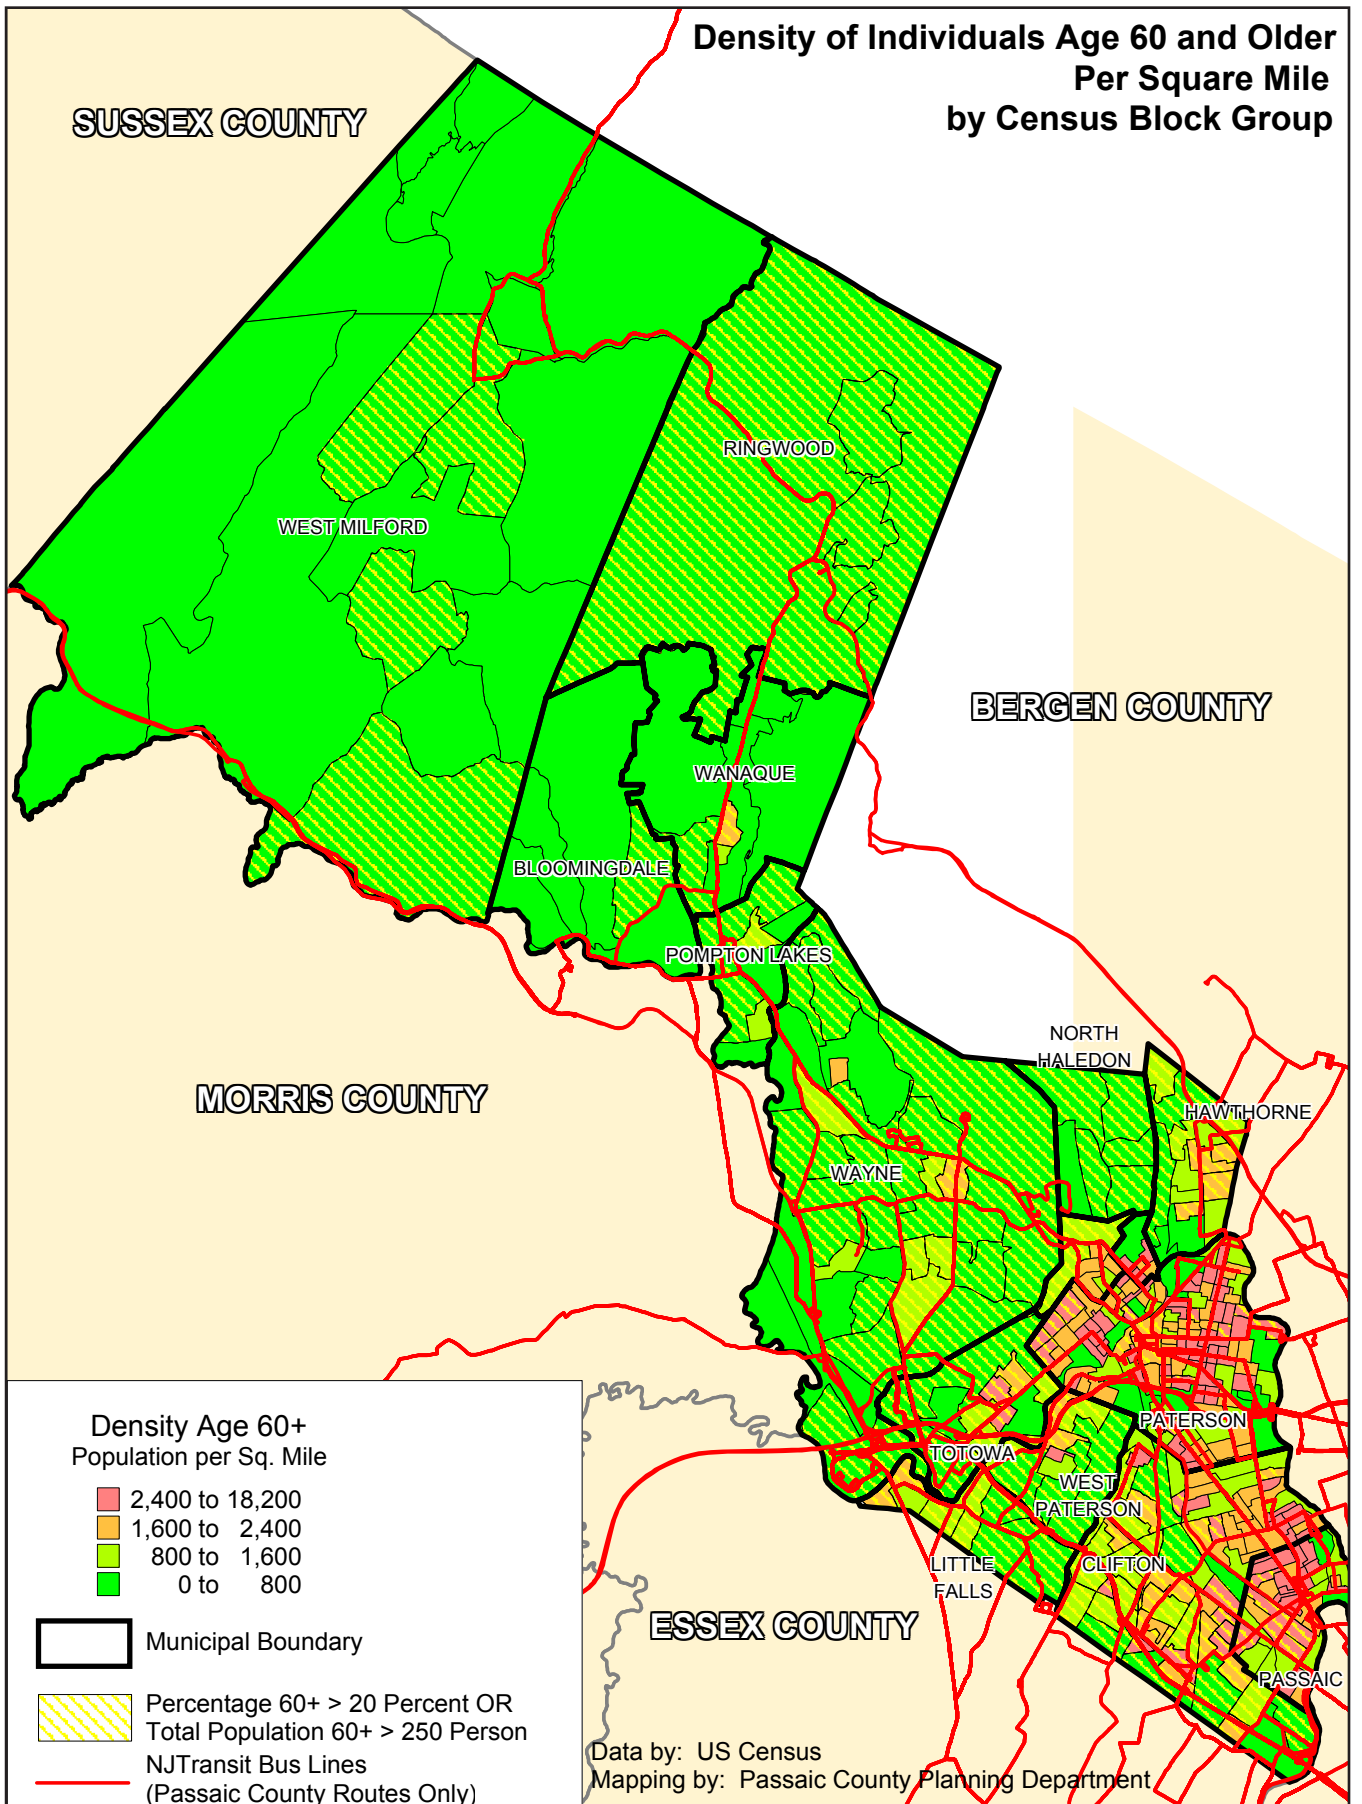 Density of Individuals Age 60 and Older
Per Square Mile
by Census Block Group
SUSSEX COUNTY
RINGWOOD
WEST MILFORD
BERGEN COUNTY
WANAQUE
BLOOMINGDALE
POMPTON LAKES
NORTH
HALEDON
MORRIS COUNTY
HAWTHORNE
WAYNE
PATERSON
TOTOWA
WEST
PATERSON
LITTLE
FALLS
CLIFTON
ESSEX COUNTY
PASSAIC
Density Age 60+
Population per Sq. Mile
2,400 to 18,200
1,600 to 2,400
800 to 1,600
0 to 800
Municipal Boundary
Percentage 60+ > 20 Percent OR
Total Population 60+ > 250 Person
NJTransit Bus Lines
(Passaic County Routes Only)
Data by: US Census
Mapping by: Passaic County Planning Department